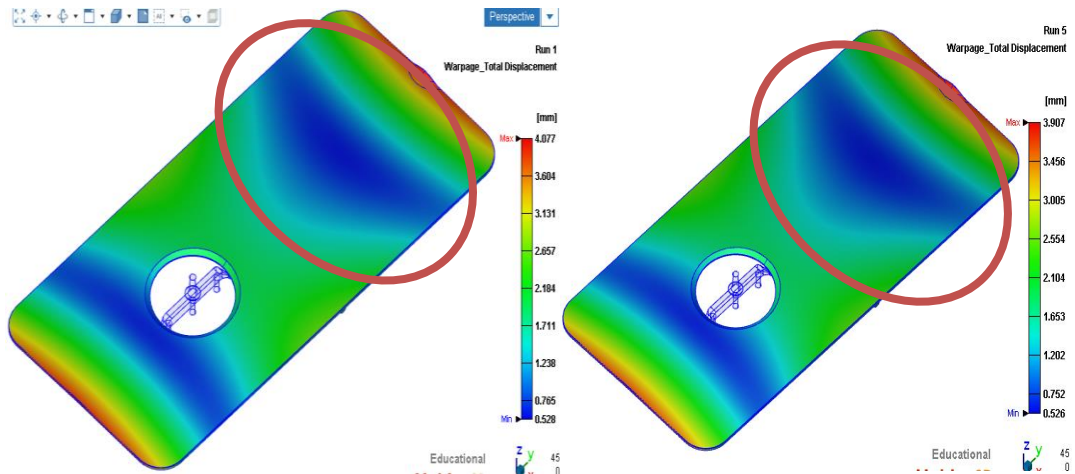 Perspective
Run 1
Warpage_Total Displacement
[mm]
Max 4.077
3.604
3.131
2.657
2.184
1.711
1.238
0.765
Min 0.528
Educational
z
y
45
0
Run 5
Warpage_Total Displacement
[mm]
Max 3.907
3.456
3.005
2.554
2.104
1.653
1.202
0.752
Min 0.526
Educational
z
y
45
0